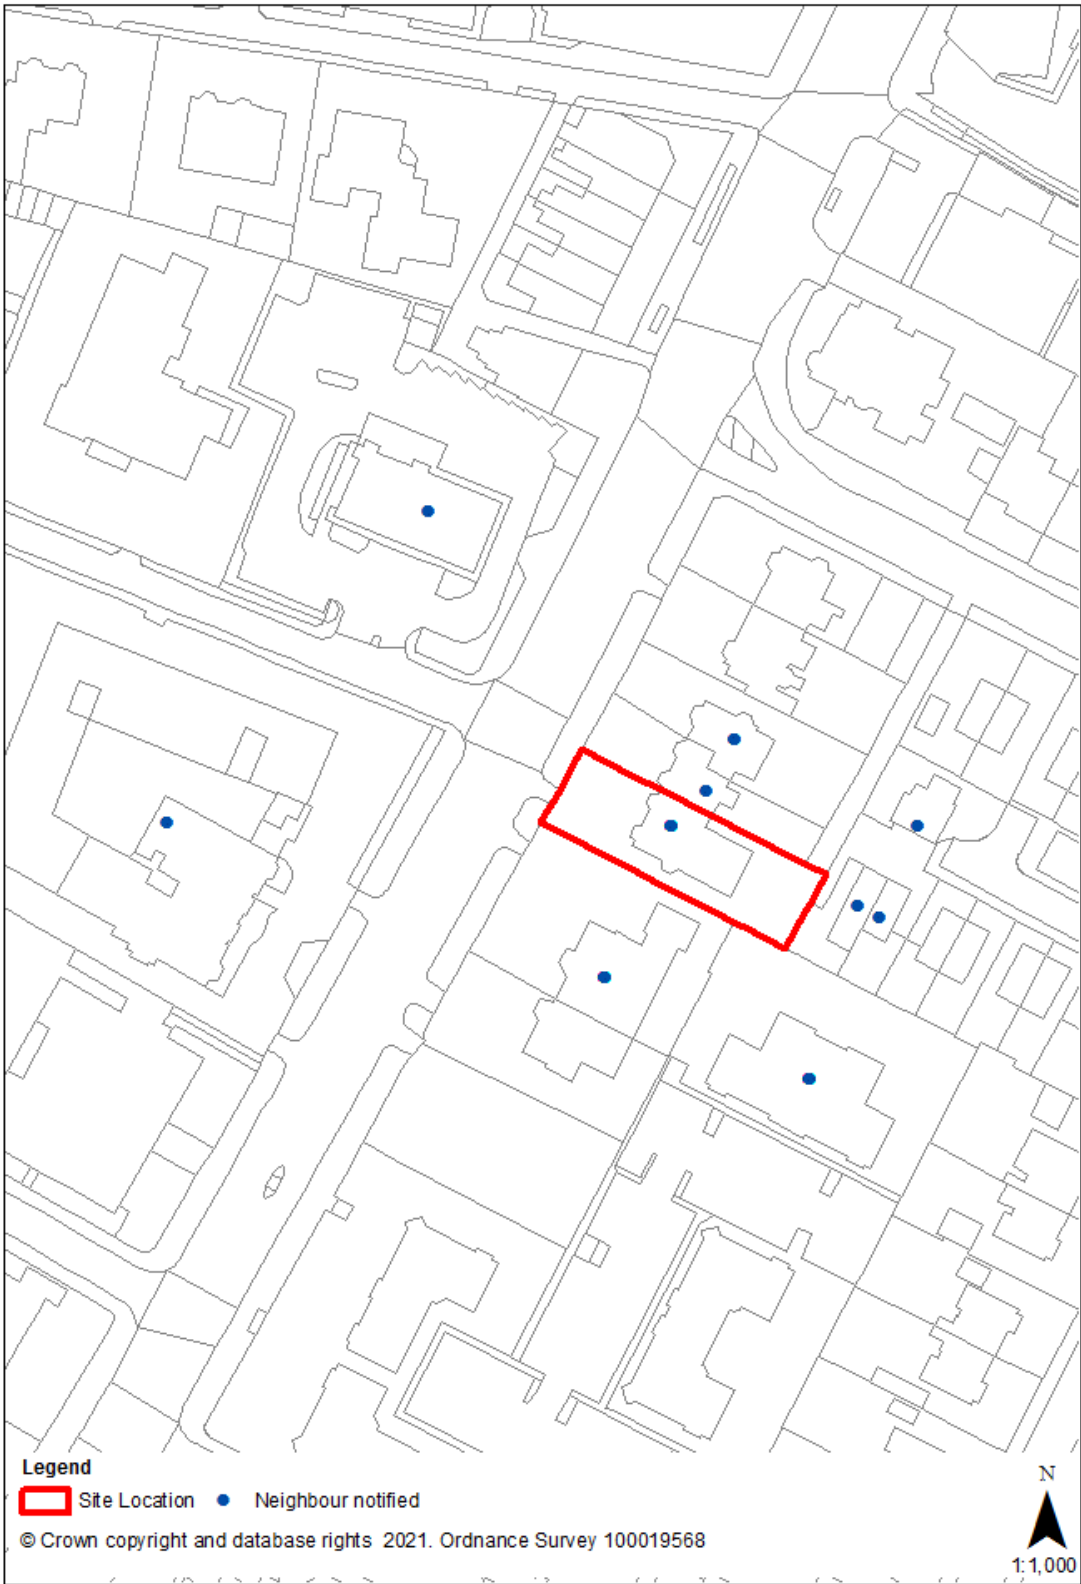 Legend
Site Location Neighbour notified
© Crown copyright and database rights 2021. Ordnance Survey 100019568
N
1:1,000